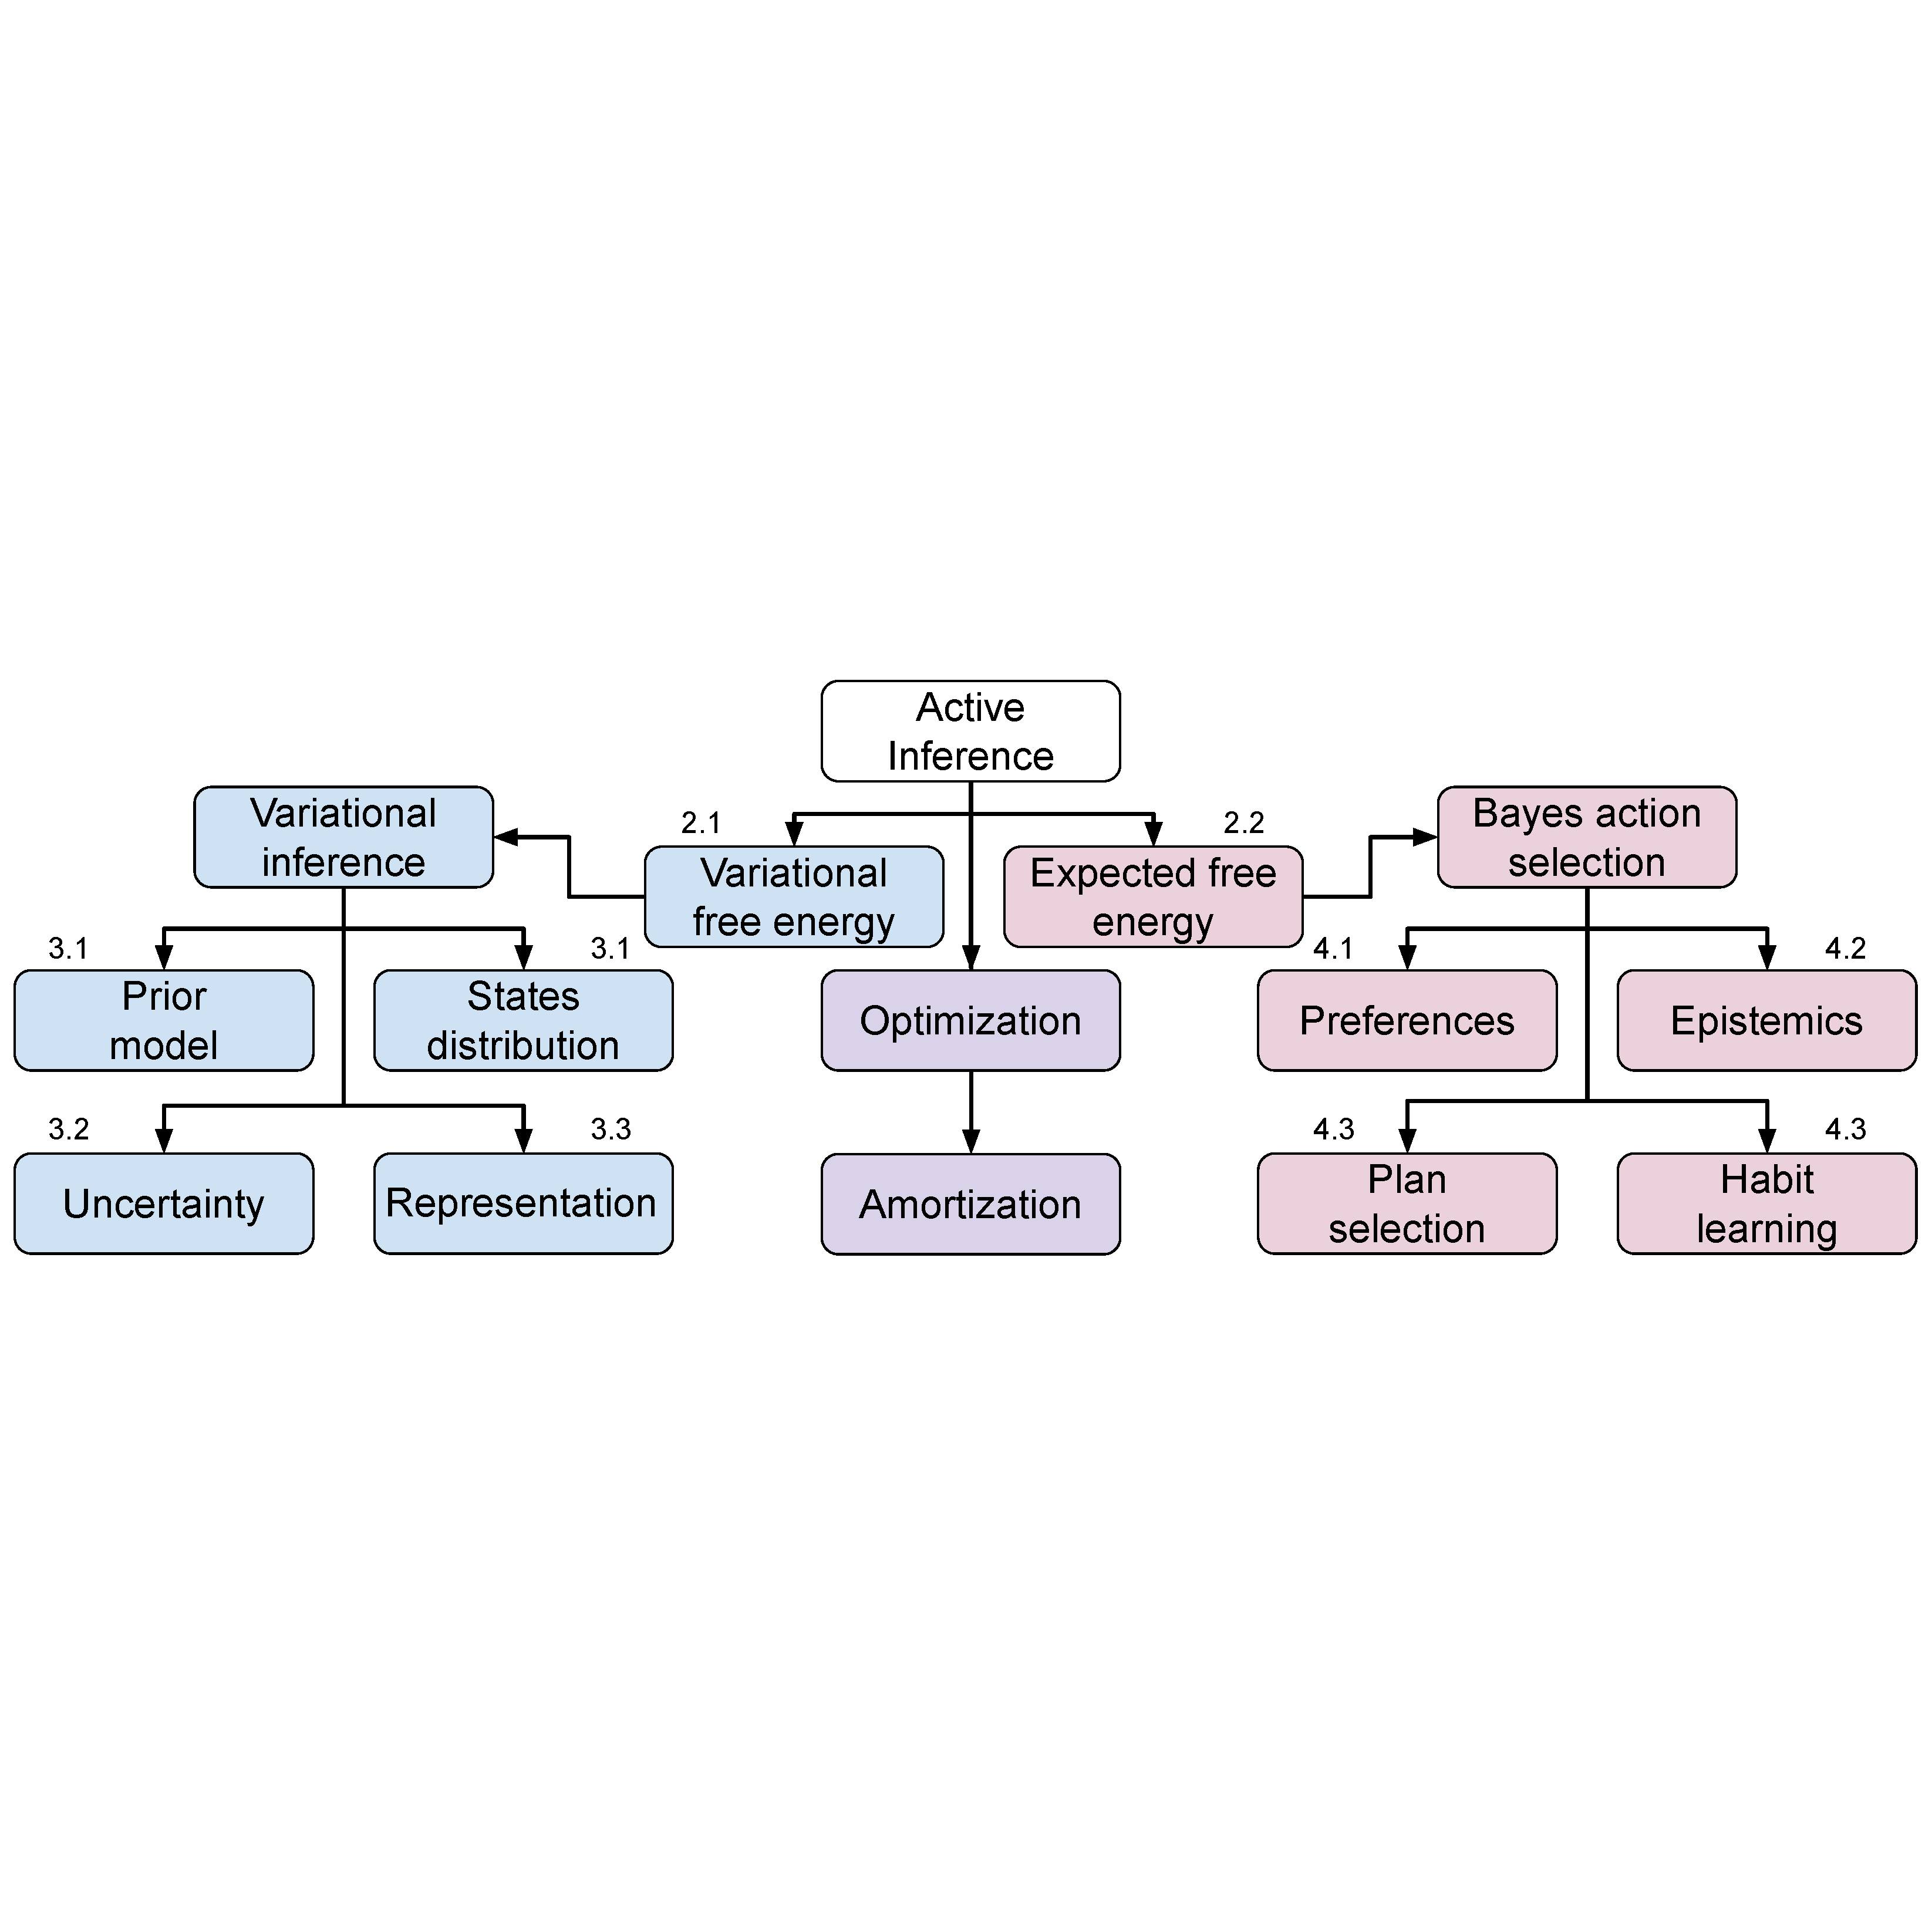 Active
Inference
Variational
inference
2.1
Variational
free energy
2.2
Expected free
energy
Bayes action
selection
3.1
Prior
model
3.1
States
distribution
Optimization
4.1
Preferences
4.2
Epistemics
3.2
Uncertainty
3.3
Representation
Amortization
4.3
Plan
selection
4.3
Habit
learning